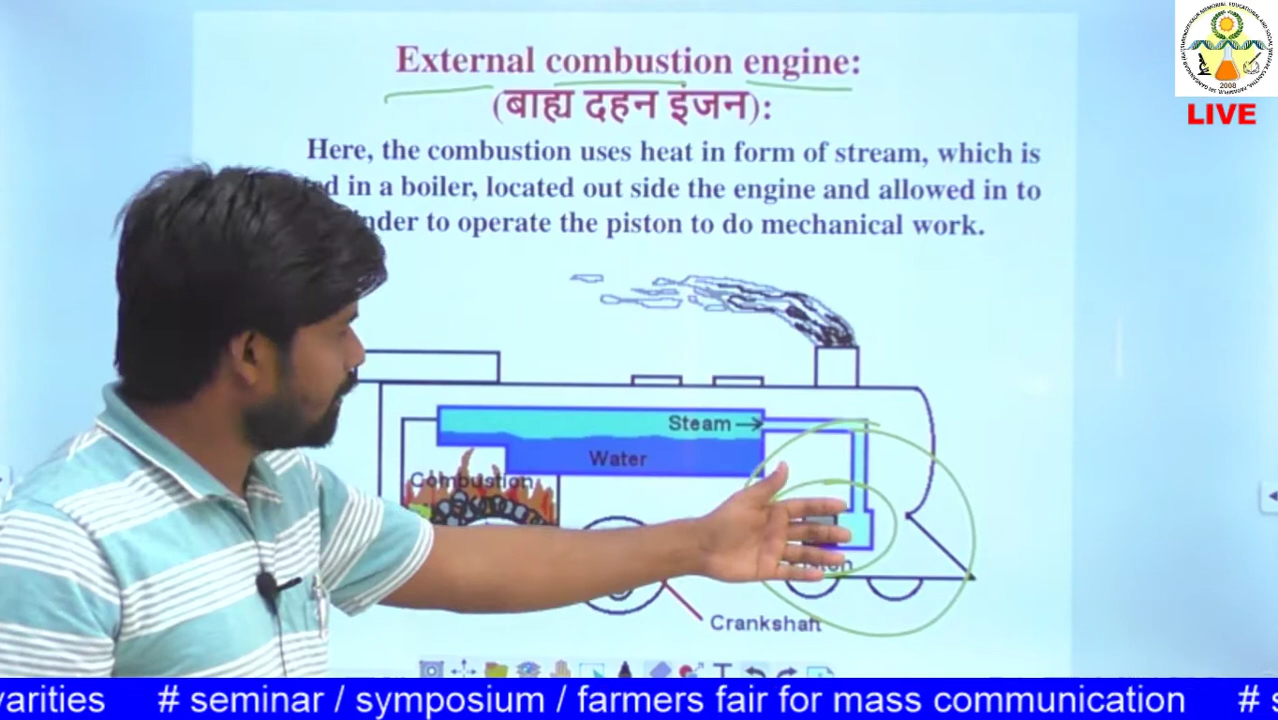 External combustion engine:
(बाह्य दहन इंजन):
Here, the combustion uses heat in form of stream, which is
in a boiler, located out side the engine and allowed in to
to operate the piston to do mechanical work.
Steam
Water
Combustion
Crankshaft
2008
LIVE
varities # seminar / symposium / farmers fair for mass communication #